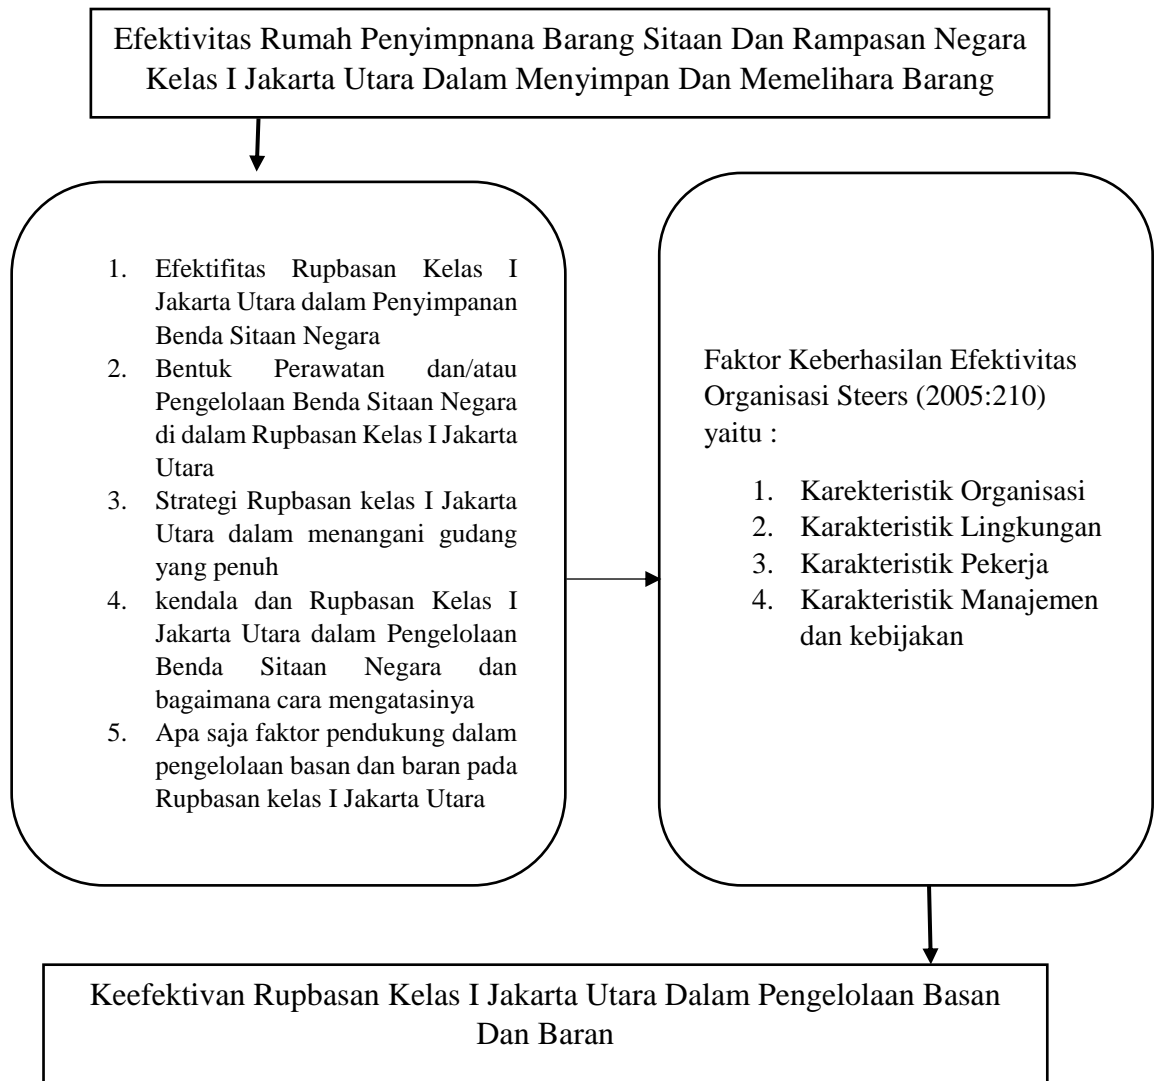 Efektivitas Rumah Penyimpnana Barang Sitaan Dan Rampasan Negara
Kelas I Jakarta Utara Dalam Menyimpan Dan Memelihara Barang
1. Efektifitas Rupbasan Kelas I
Jakarta Utara dalam Penyimpanan
Benda Sitaan Negara
2. Bentuk Perawatan dan/atau
Pengelolaan Benda Sitaan Negara
di dalam Rupbasan Kelas I Jakarta
Utara
3. Strategi Rupbasan kelas I Jakarta
Utara dalam menangani gudang
yang penuh
4. kendala dan Rupbasan Kelas I
Jakarta Utara dalam Pengelolaan
Benda Sitaan Negara dan
bagaimana cara mengatasinya
5. Apa saja faktor pendukung dalam
pengelolaan basan dan baran pada
Rupbasan kelas I Jakarta Utara
Faktor Keberhasilan Efektivitas
Organisasi Steers (2005:210)
yaitu :
1. Karekteristik Organisasi
2. Karakteristik Lingkungan
3. Karakteristik Pekerja
4. Karakteristik Manajemen
dan kebijakan
Keefektivan Rupbasan Kelas I Jakarta Utara Dalam Pengelolaan Basan
Dan Baran